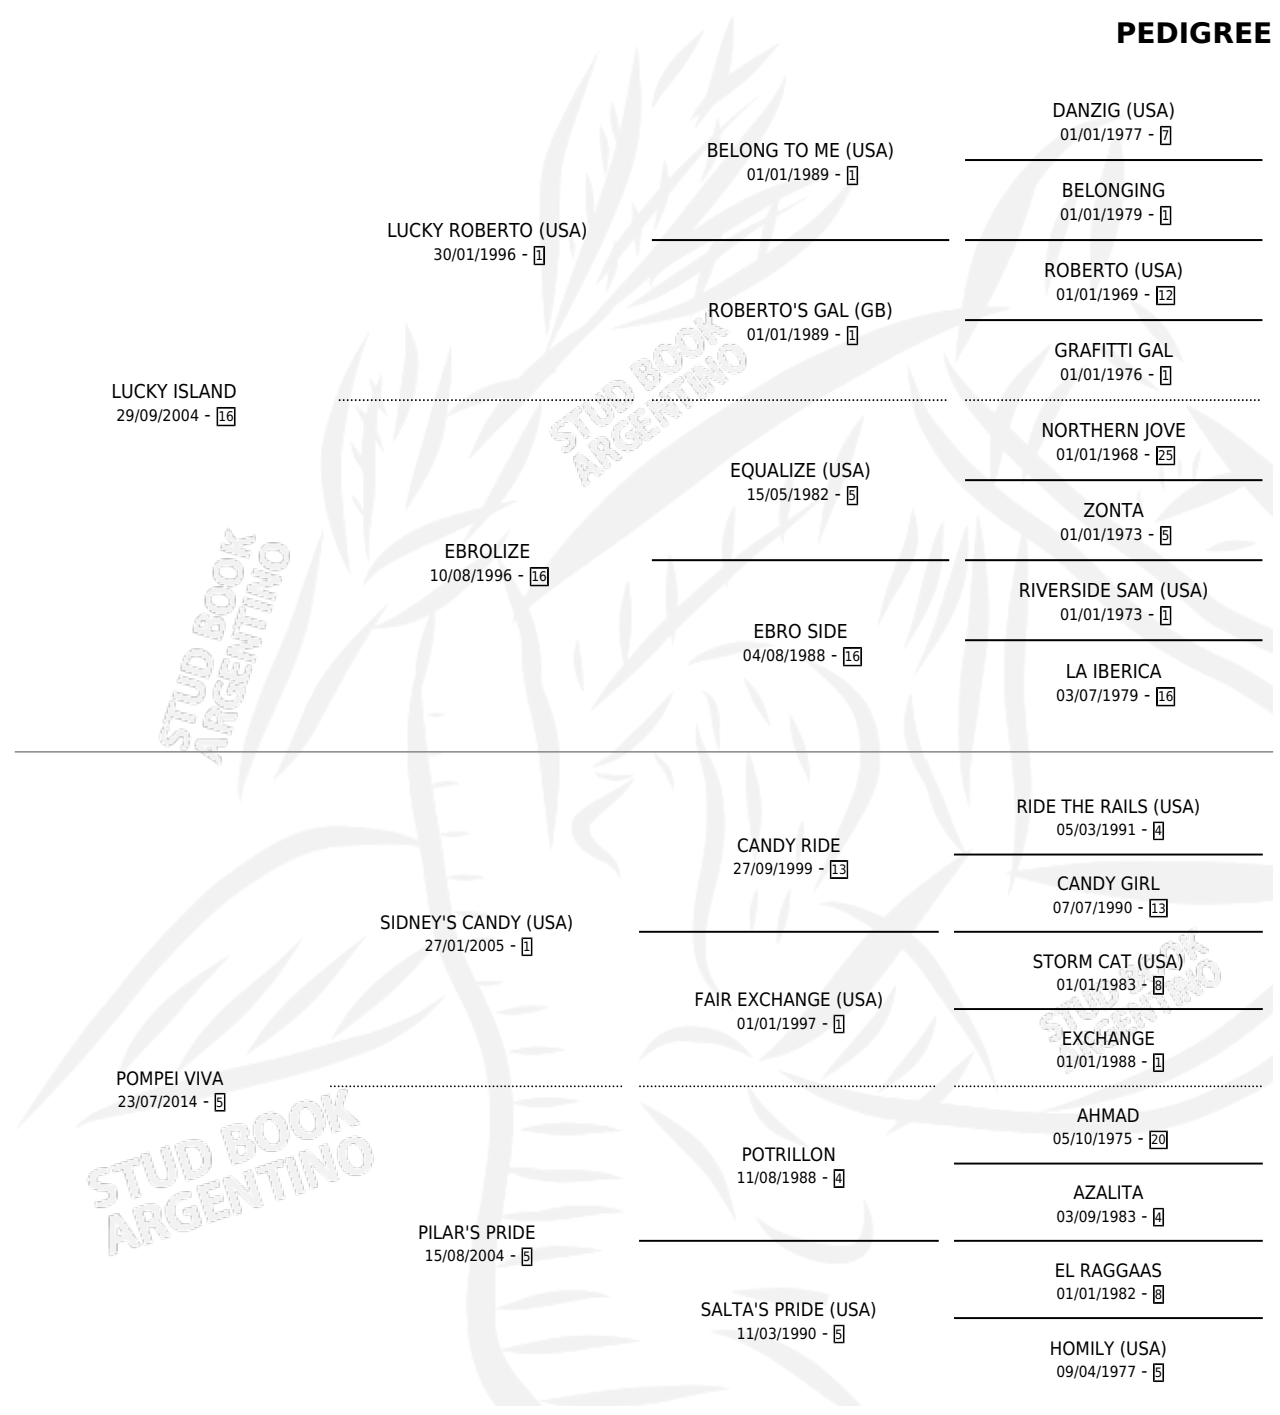 PEDIGREE
DANZIG (USA)
01/01/1977 - 7
BELONG TO ME (USA)
01/01/1989 - 1
BELONGING
01/01/1979 - 1
LUCKY ROBERTO (USA)
30/01/1996 - 1
ROBERTO (USA)
01/01/1969 - 12
ROBERTO'S GAL (GB)
01/01/1989 - 1
GRAFITTI GAL
01/01/1976 - 1
LUCKY ISLAND
29/09/2004 - 16
NORTHERN JOVE
01/01/1968 - 25
EQUALIZE (USA)
15/05/1982 - 5
ZONTA
01/01/1973 - 5
EBROLIZE
10/08/1996 - 16
RIVERSIDE SAM (USA)
01/01/1973 - 1
EBRO SIDE
04/08/1988 - 16
LA IBERICA
03/07/1979 - 16
RIDE THE RAILS (USA)
05/03/1991 - 4
CANDY RIDE
27/09/1999 - 13
CANDY GIRL
07/07/1990 - 13
SIDNEY'S CANDY (USA)
27/01/2005 - 1
STORM CAT (USA)
01/01/1983 - 8
FAIR EXCHANGE (USA)
01/01/1997 - 1
EXCHANGE
01/01/1988 - 1
POMPEI VIVA
23/07/2014 - 5
AHMAD
05/10/1975 - 20
POTRILLON
11/08/1988 - 4
AZALITA
03/09/1983 - 4
PILAR'S PRIDE
15/08/2004 - 5
EL RAGGAAS
01/01/1982 - 8
SALTA'S PRIDE (USA)
11/03/1990 - 5
HOMILY (USA)
09/04/1977 - 5
STUD BOOK
ARGENTINO
STUD BOOK
ARGENTINO
STUD BOOK
ARGENTINO
STUD BOOK
ARGENTINO